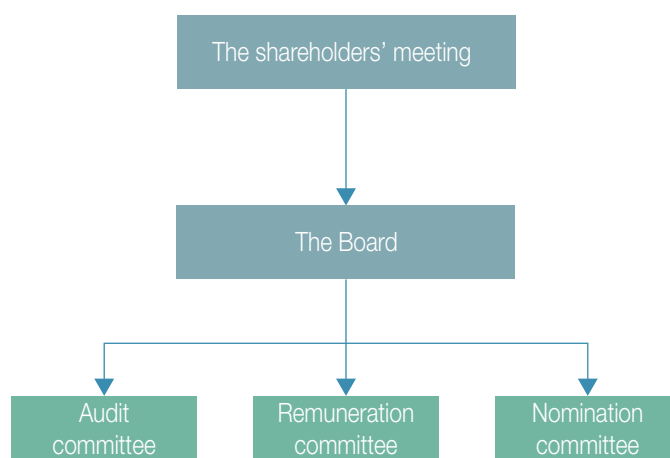 The shareholders’ meeting
The Board
Audit
committee
Remuneration
committee
Nomination
committee